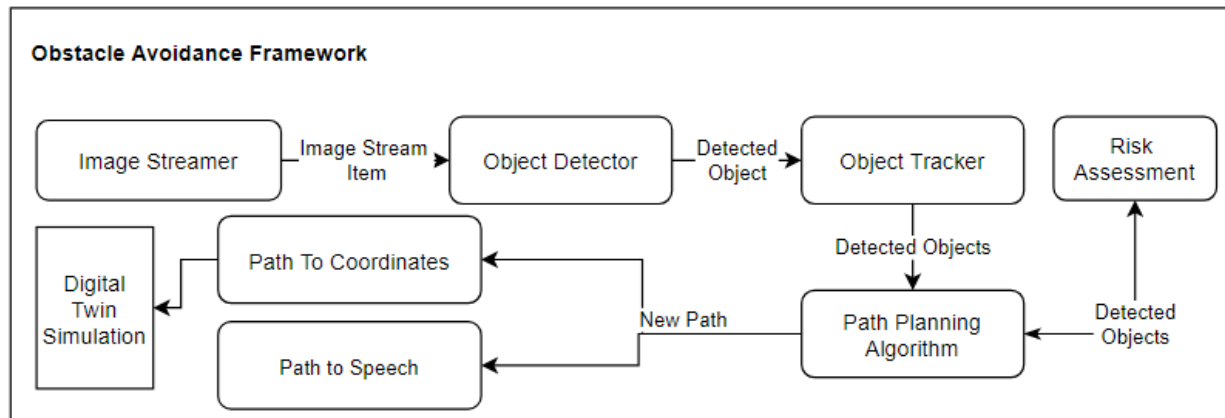 Obstacle Avoidance Framework
Image Streamer
Image Stream
Item
Object Detector
Detected
Object
Object Tracker
Risk
Assessment
Detected Objects
Path To Coordinates
Digital
Twin
Simulation
New Path
Path Planning
Algorithm
Detected
Objects
Path to Speech